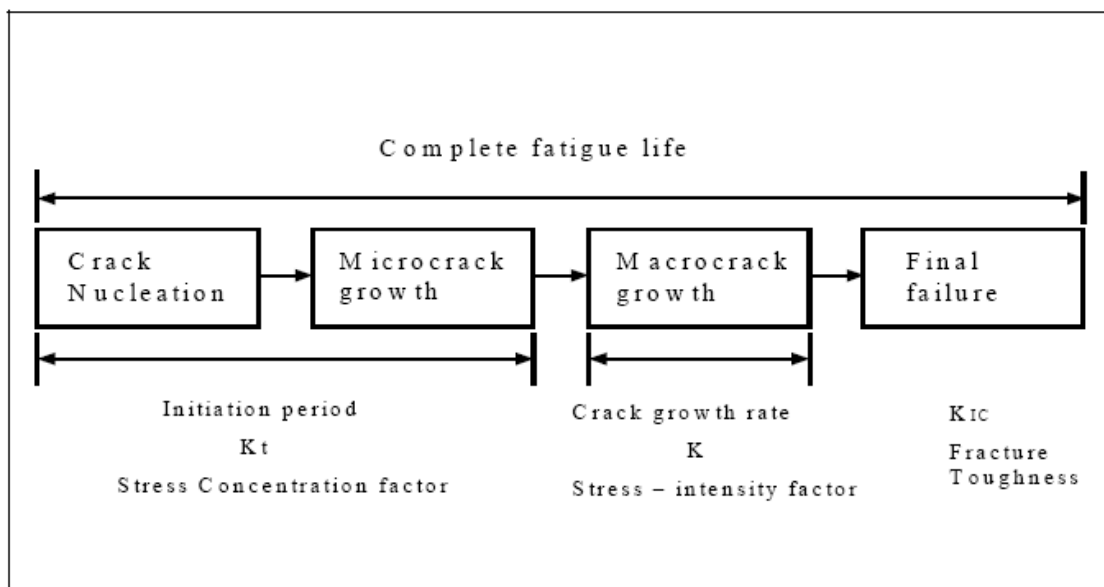 Complete fatigue life
Crack
Nucleation
Microcrack
growth
Macrocrack
growth
Final
failure
Initiation period
Kt
Stress Concentration factor
Crack growth rate
K
Stress – intensity factor
KIC
Fracture
Toughness